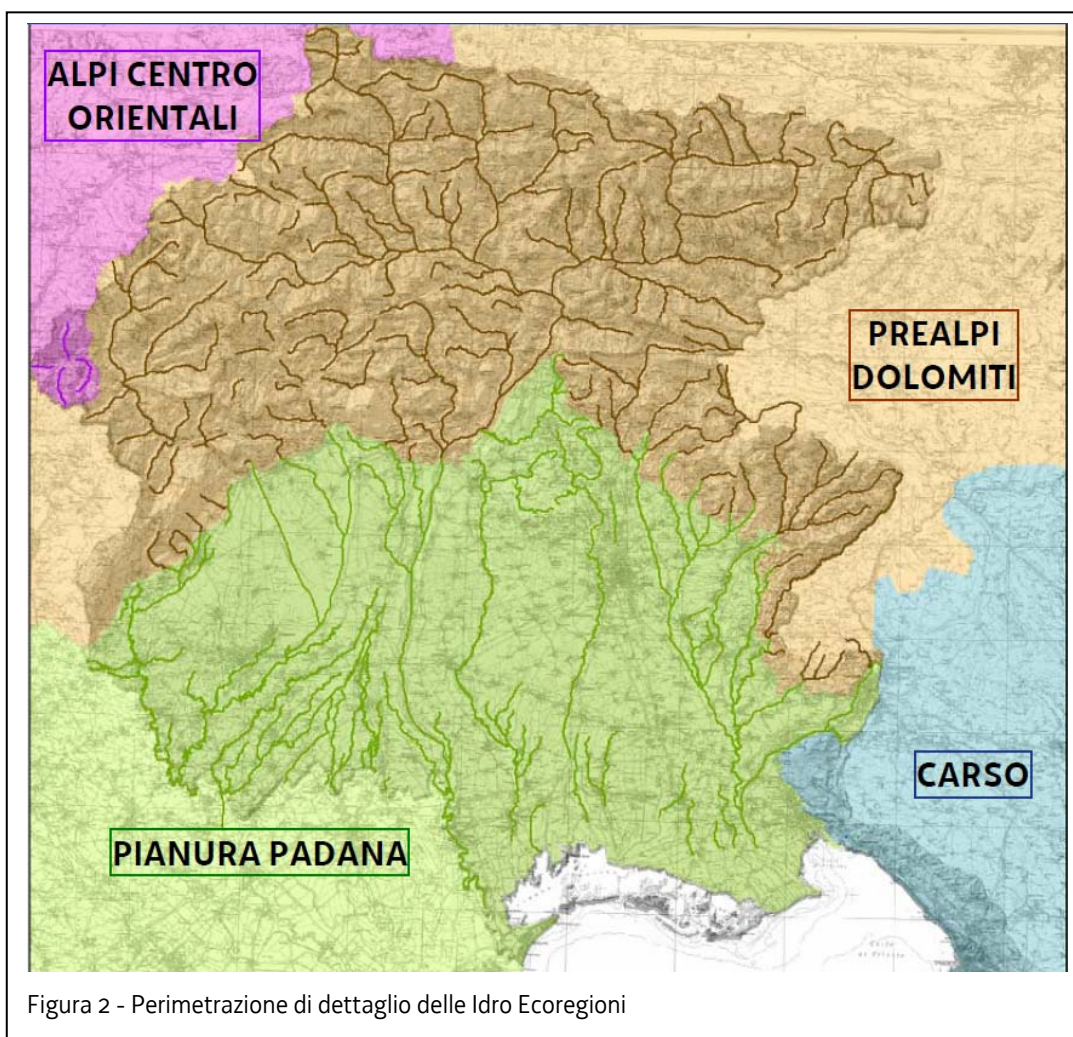 ALPI CENTRO
ORIENTALI
PREALPI
DOLOMITI
CARSO
PIANURA PADANA
Figura 2 - Perimetrazione di dettaglio delle Idro Ecoregioni